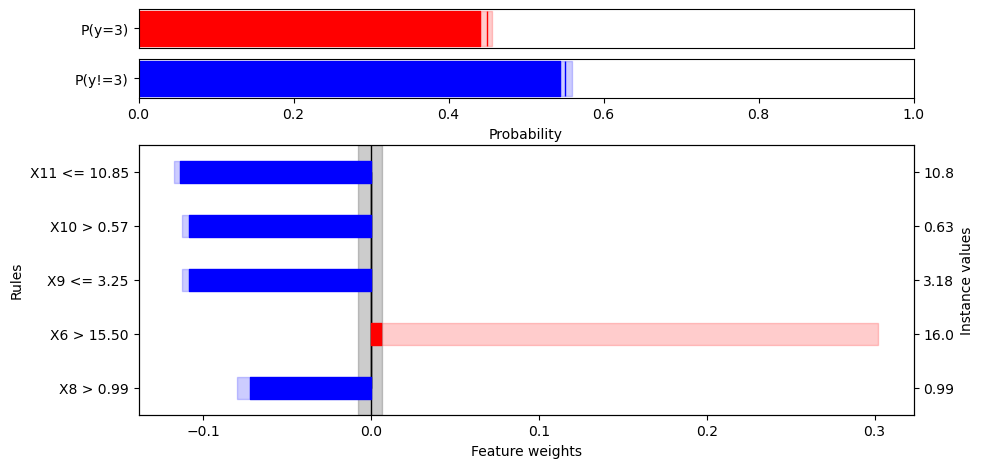 P(y=3)
P(y!=3)
0.0 0.2 0.4 0.6 0.8 1.0
Probability
X11 <= 10.85 10.8
X10 > 0.57 0.63
X9 <= 3.25 3.18
X6 > 15.50 16.0
X8 > 0.99 0.99
Rules
Instance values
−0.1 0.0 0.1 0.2 0.3
Feature weights